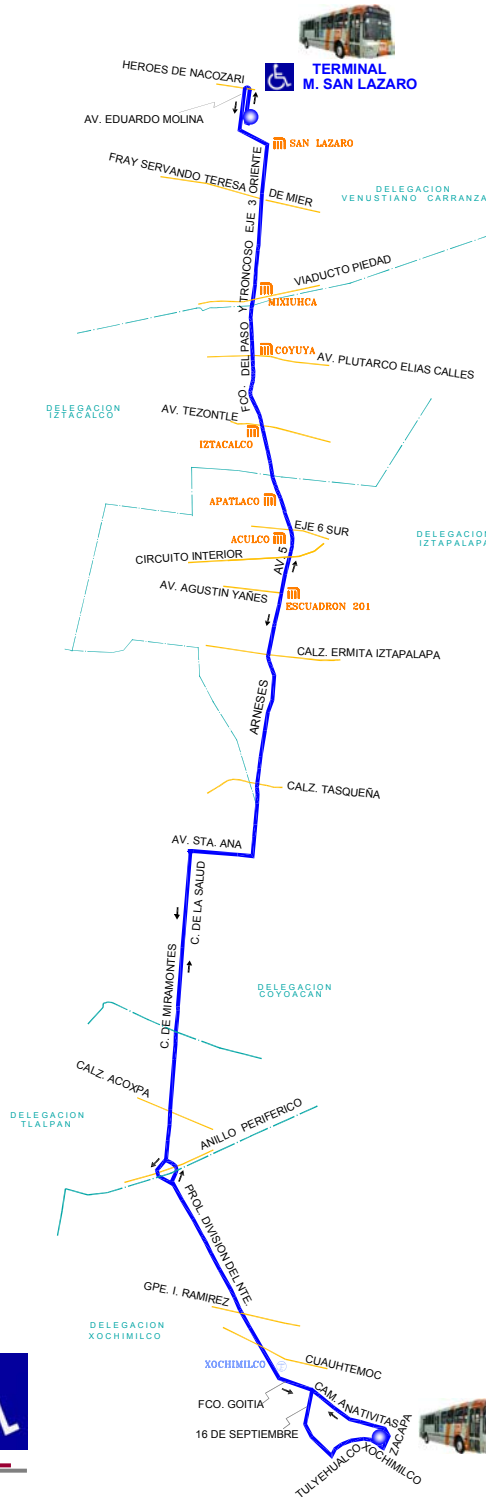 TERMINAL
M. SAN LAZARO
HEROES DE NACOZARI
AV. EDUARDO MOLINA
SAN LAZARO
FRAY SERVANDO TERESA DE MIER
DELEGACION
VENUSTIANO CARRANZA
FCO. DEL PASO Y TRONCOSO EJE 3 ORIENTE
VIADUCTO PIEDAD
MIXIUHCA
COYUYA
AV. PLUTARCO ELIAS CALLES
DELEGACION
IZTACALCO
AV. TEZONTLE
IZTACALCO
APATLACO
EJE 6 SUR
ACULCO
DELEGACION
IZTAPALAPA
CIRCUITO INTERIOR
AV. 5
AV. AGUSTIN YAÑES
ESCUADRON 201
CALZ. ERMITA IZTAPALAPA
ARNESES
CALZ. TASQUEÑA
AV. STA. ANA
C. DE LA SALUD
C. DE MIRAMONTES
DELEGACION
COYOACAN
CALZ. ACOXPA
DELEGACION
TLALPAN
ANILLO PERIFERICO
PROL. DIVISION DEL NTE.
GPE. I. RAMIREZ
DELEGACION
XOCHIMILCO
XOCHIMILCO
CUAUHTEMOC
FCO. GOITIA
CAM. ANATIVITAS
16 DE SEPTIEMBRE
ZACAPA
TULYEHUALCO XOCHIMILCO